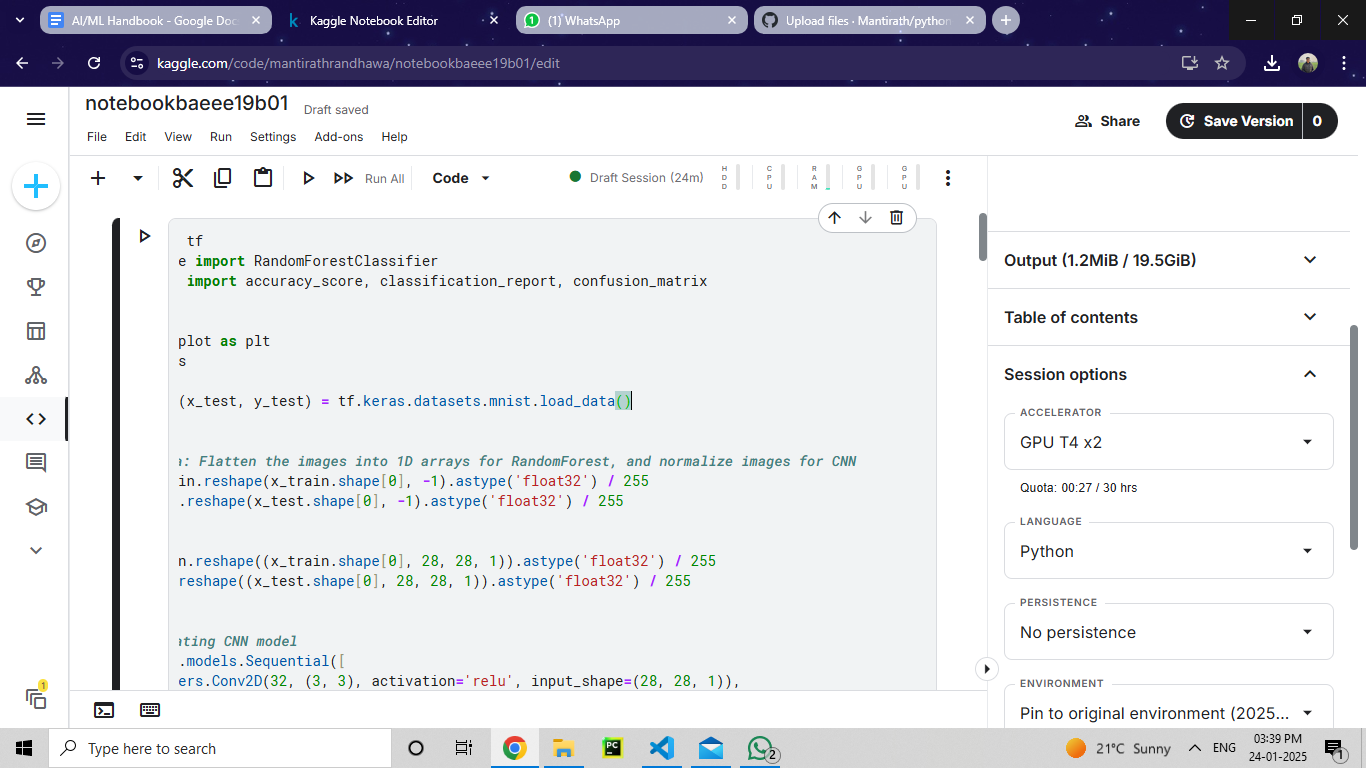 AI/ML Handbook - Google Doc
Kaggle Notebook Editor
(1) WhatsApp
Upload files · Mantirath/python
kaggle.com/code/mantirathrandhawa/notebookbaeee19b01/edit
notebookbaeee19b01
Draft saved
File Edit View Run Settings Add-ons Help
Share
Save Version 0
Run All
Code
Draft Session (24m)
HDD
CPU
RAM
GPU
GPU
tf
e import RandomForestClassifier
import accuracy_score, classification_report, confusion_matrix
plot as plt
s
(x_test, y_test) = tf.keras.datasets.mnist.load_data()
: Flatten the images into 1D arrays for RandomForest, and normalize images for CNN
in.reshape(x_train.shape[0], -1).astype('float32') / 255
.reshape(x_test.shape[0], -1).astype('float32') / 255
n.reshape((x_train.shape[0], 28, 28, 1)).astype('float32') / 255
reshape((x_test.shape[0], 28, 28, 1)).astype('float32') / 255
ting CNN model
.models.Sequential([
ers.Conv2D(32, (3, 3), activation='relu', input_shape=(28, 28, 1)),
Output (1.2MiB / 19.5GiB)
Table of contents
Session options
ACCELERATOR
GPU T4 x2
Quota: 00:27 / 30 hrs
LANGUAGE
Python
PERSISTENCE
No persistence
ENVIRONMENT
Pin to original environment (2025...
1
Type here to search
PC
2
21°C Sunny
ENG
03:39 PM
24-01-2025
1